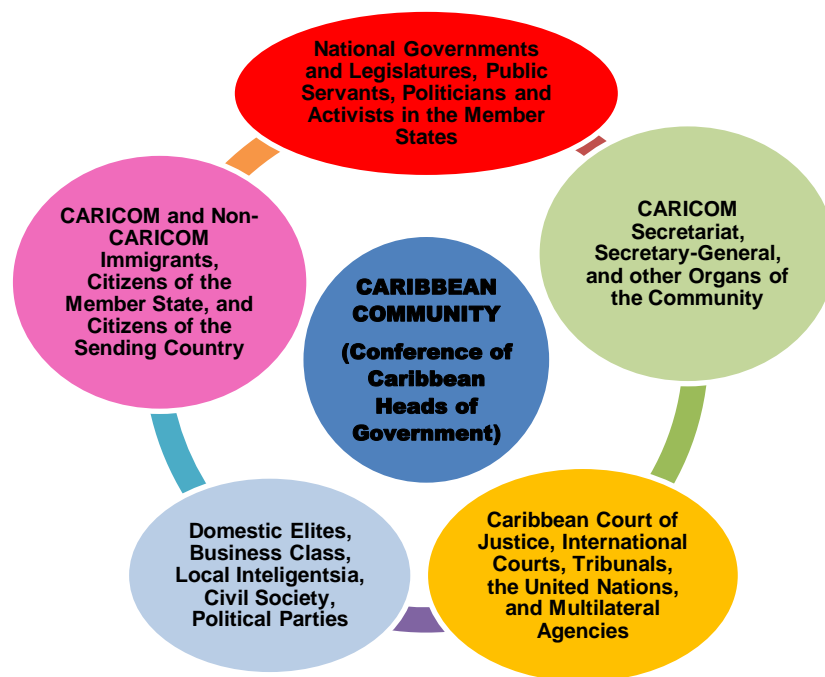 National Governments
and Legislatures, Public
Servants, Politicians and
Activists in the Member
States
CARICOM
Secretariat,
Secretary-General,
and other Organs of
the Community
Caribbean Court of
Justice, International
Courts, Tribunals,
the United Nations,
and Multilateral
Agencies
Domestic Elites,
Business Class,
Local Inteligentsia,
Civil Society,
Political Parties
CARICOM and Non-
CARICOM
Immigrants,
Citizens of the
Member State, and
Citizens of the
Sending Country
CARIBBEAN
COMMUNITY
(Conference of
Caribbean
Heads of
Government)